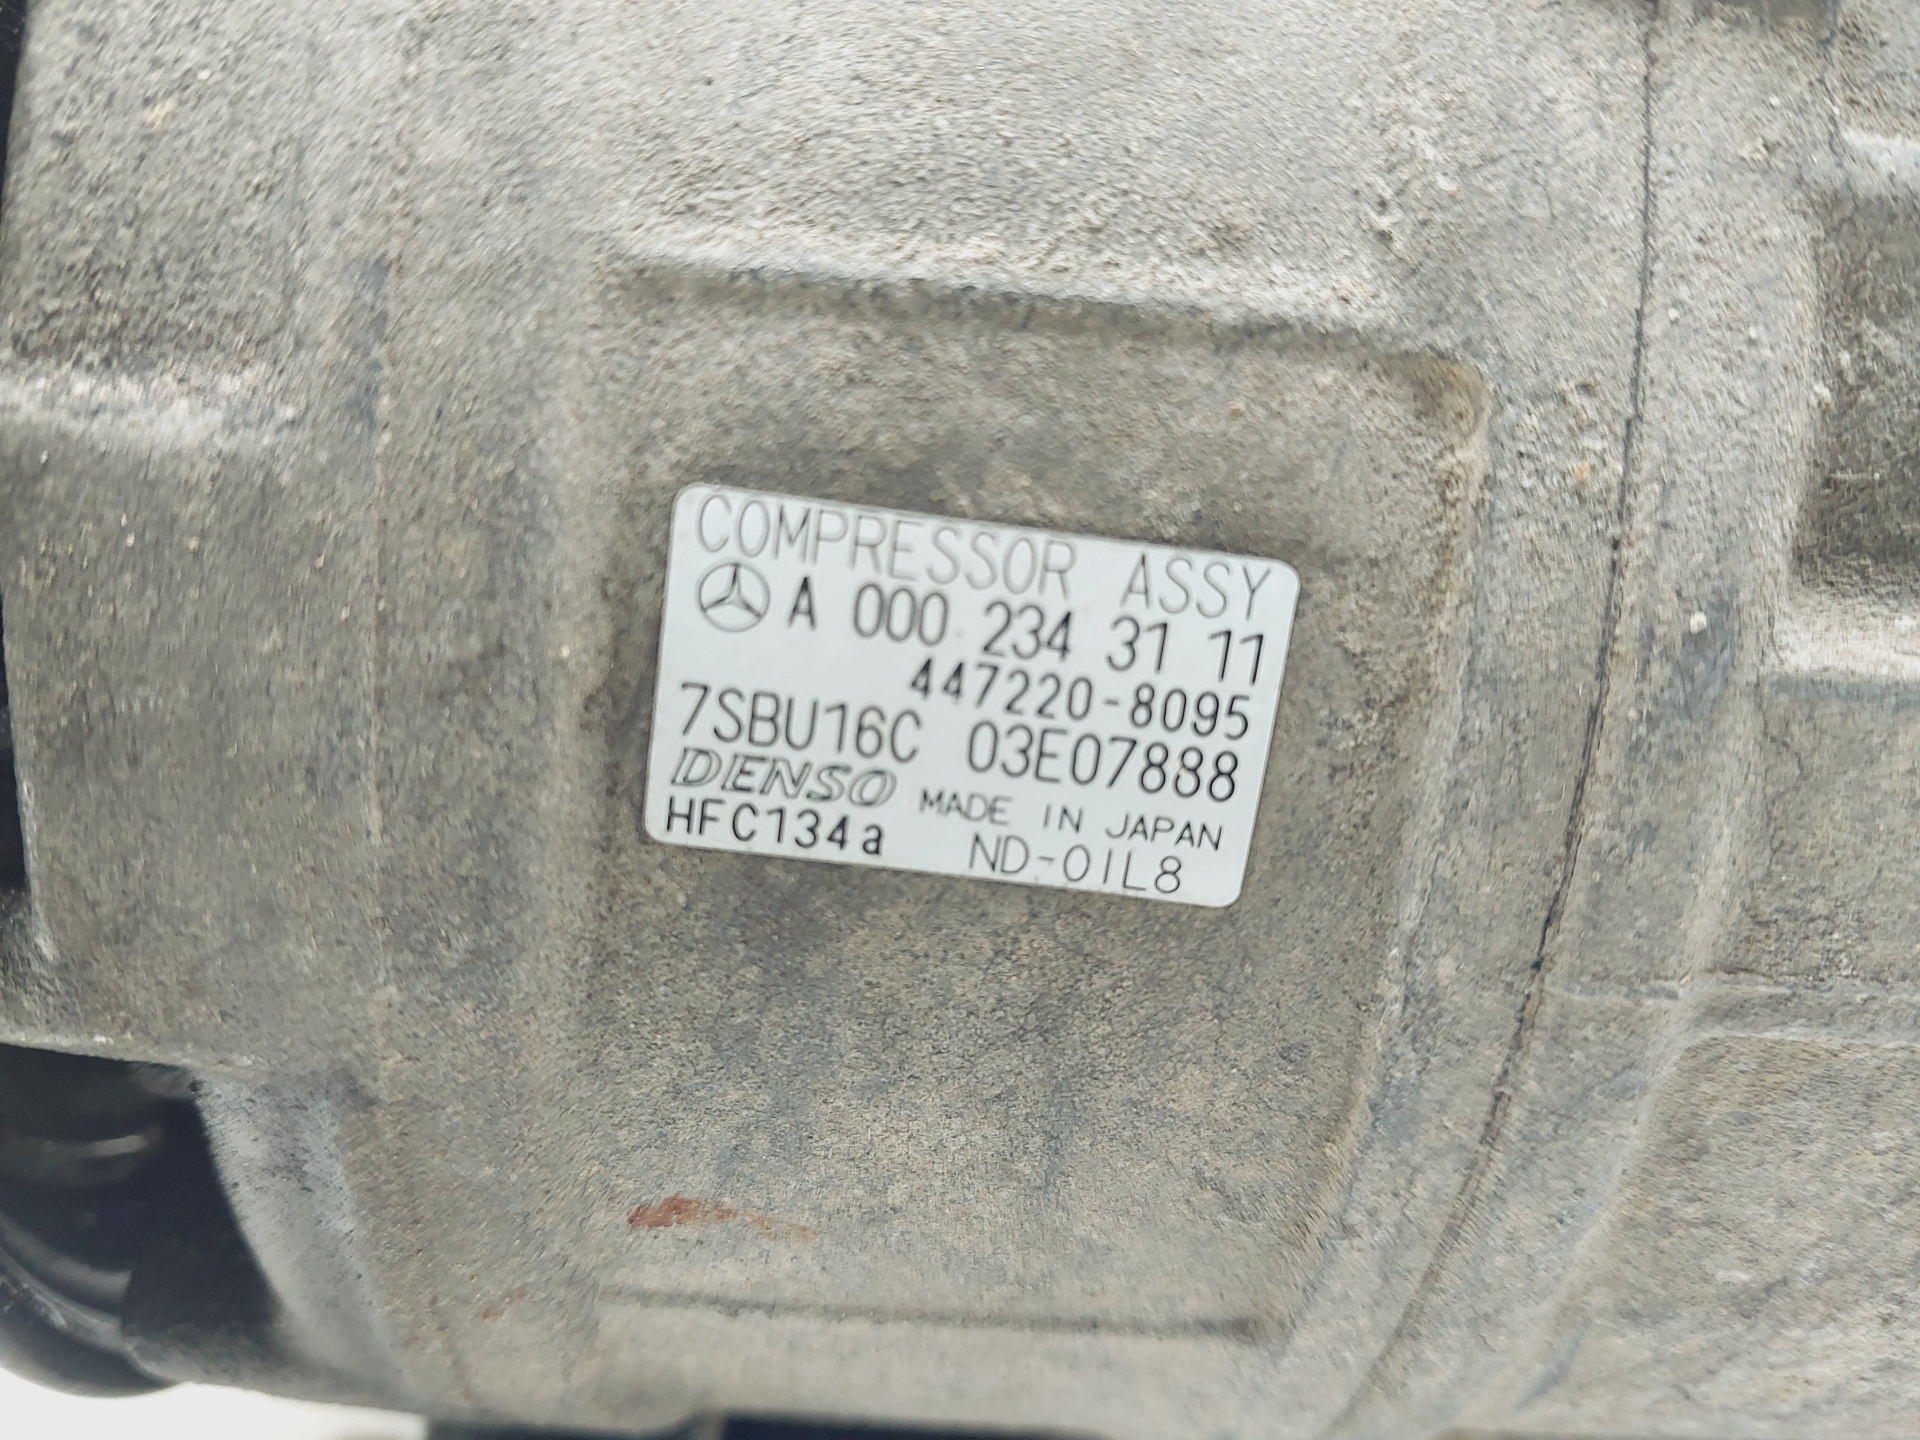 COMPRESSOR ASSY
A 000 234 31 11
447220-8095
7SBU16C 03E07888
DENSO MADE IN JAPAN
HFC134a ND-OIL8